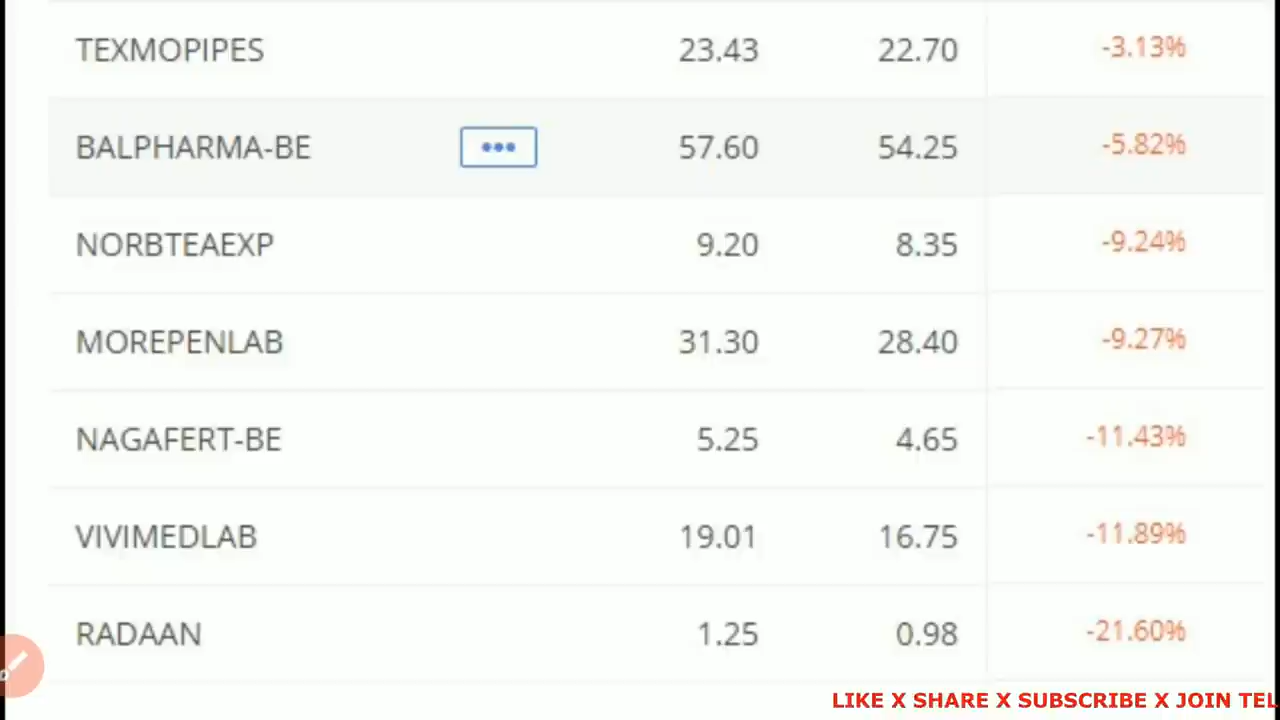 TEXMOPIPES 23.43 22.70 -3.13%
BALPHARMA-BE ••• 57.60 54.25 -5.82%
NORBTEAEXP 9.20 8.35 -9.24%
MOREPENLAB 31.30 28.40 -9.27%
NAGAFERT-BE 5.25 4.65 -11.43%
VIVIMEDLAB 19.01 16.75 -11.89%
RADAAN 1.25 0.98 -21.60%
LIKE X SHARE X SUBSCRIBE X JOIN TEL